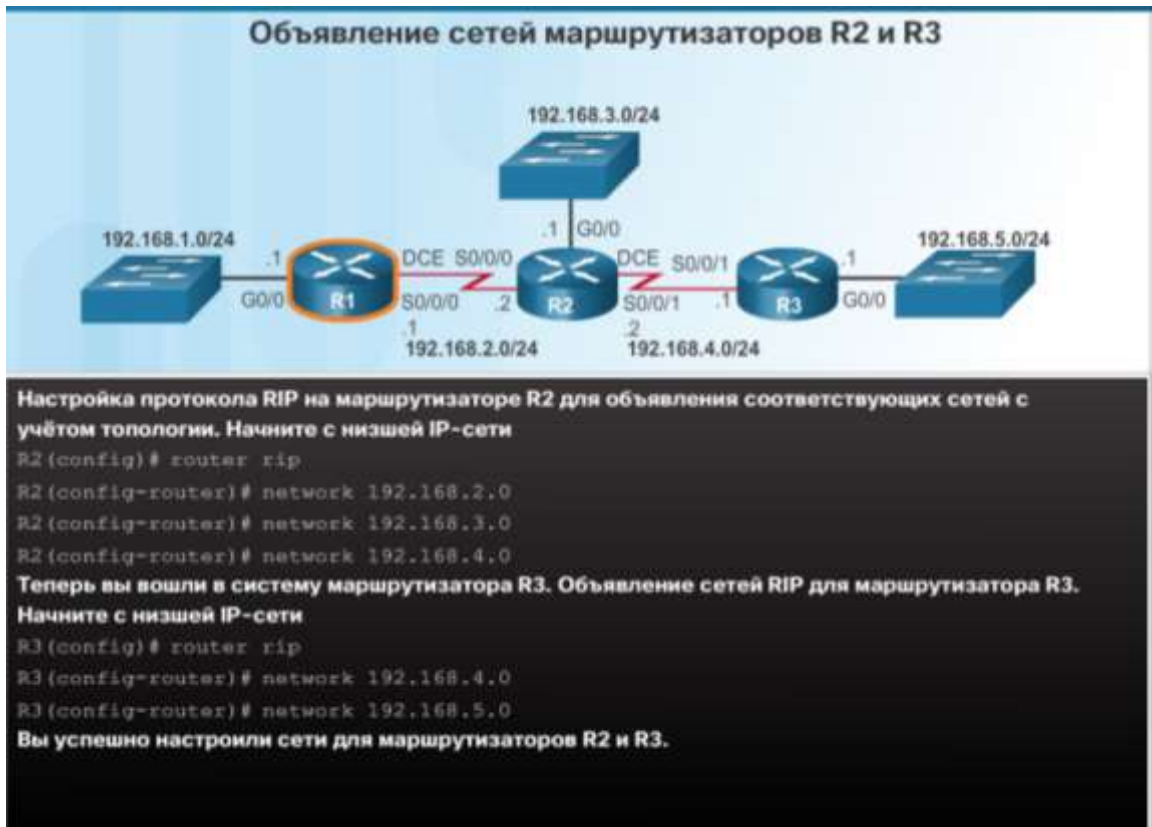 Объявление сетей маршрутизаторов R2 и R3
192.168.3.0/24
.1 G0/0
192.168.1.0/24
192.168.5.0/24
.1
DCE S0/0/0
DCE S0/0/1
.1
G0/0
R1
S0/0/0
.2
R2
S0/0/1
.1
R3
G0/0
.1
.2
192.168.2.0/24
192.168.4.0/24
Настройка протокола RIP на маршрутизаторе R2 для объявления соответствующих сетей с
учётом топологии. Начните с низшей IP-сети
R2(config)# router rip
R2(config-router)# network 192.168.2.0
R2(config-router)# network 192.168.3.0
R2(config-router)# network 192.168.4.0
Теперь вы вошли в систему маршрутизатора R3. Объявление сетей RIP для маршрутизатора R3.
Начните с низшей IP-сети
R3(config)# router rip
R3(config-router)# network 192.168.4.0
R3(config-router)# network 192.168.5.0
Вы успешно настроили сети для маршрутизаторов R2 и R3.